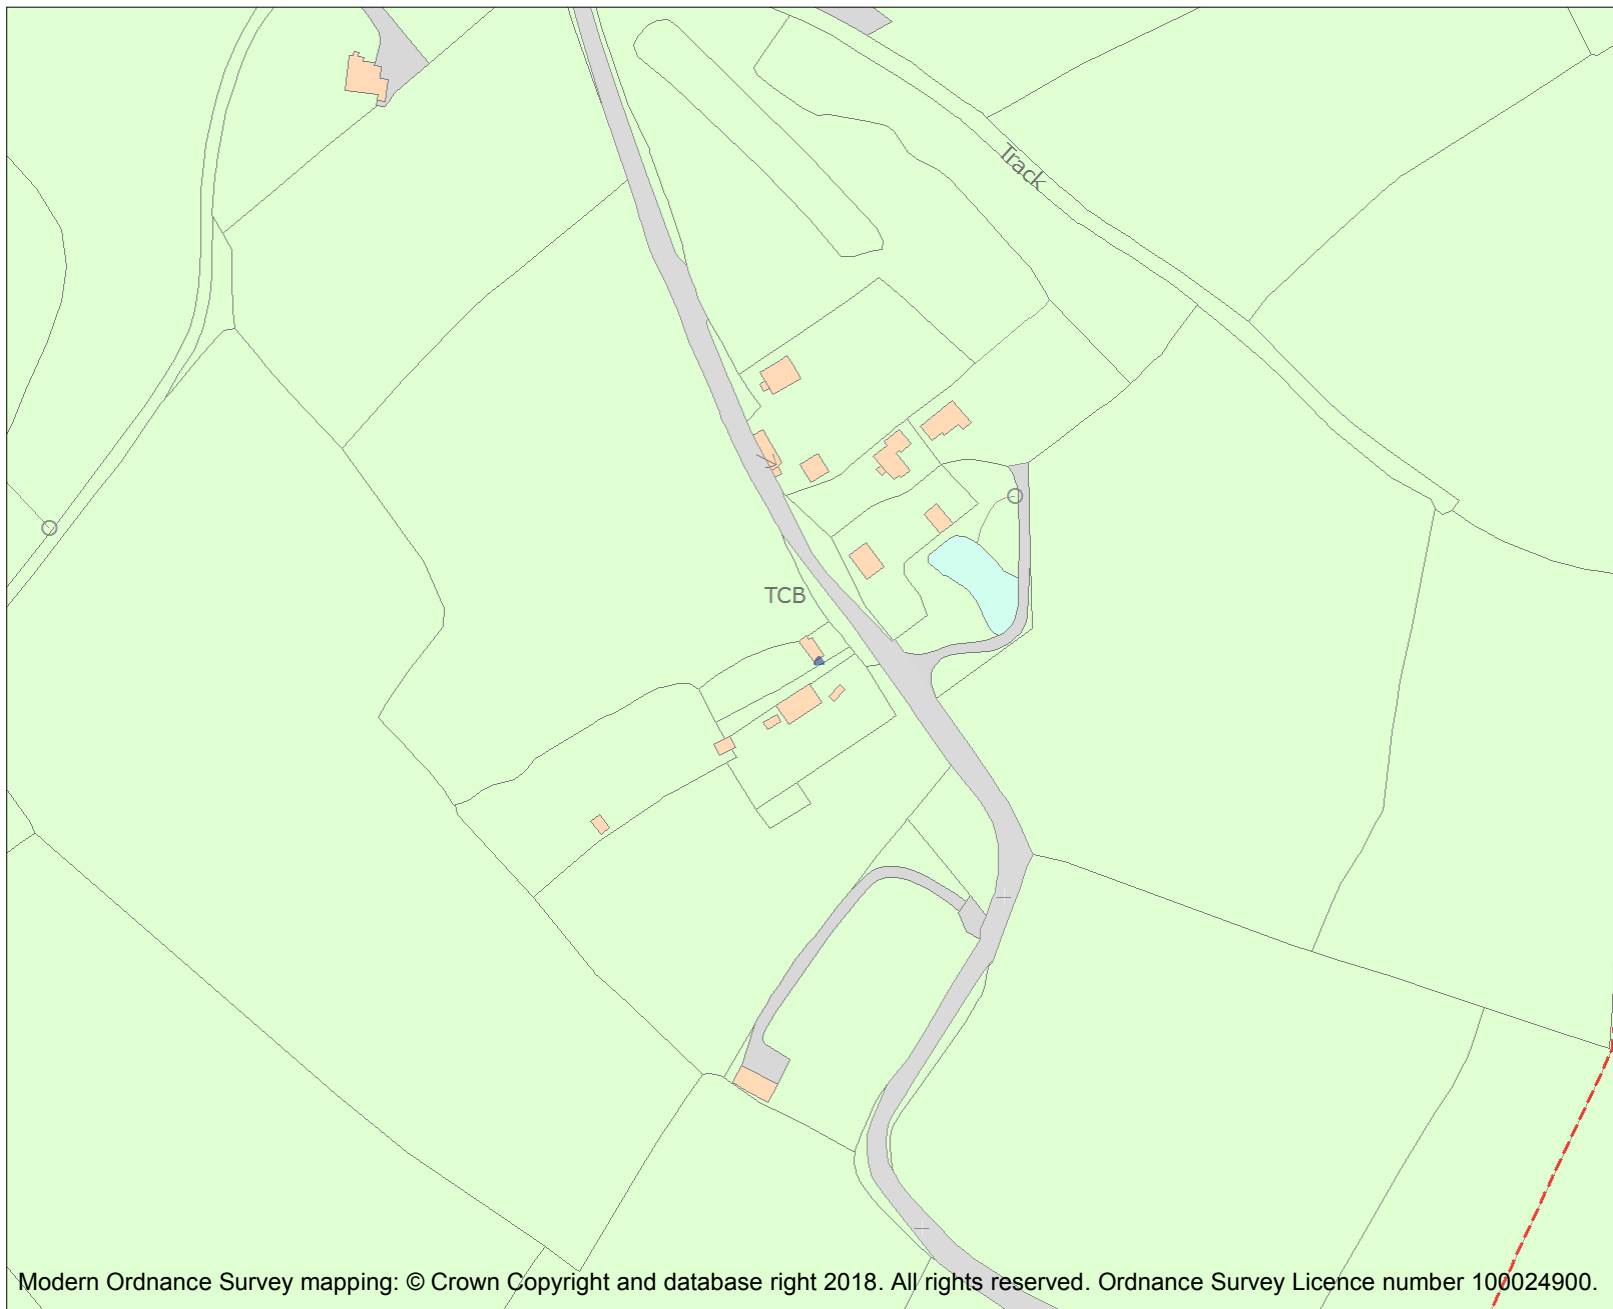 Track
TCB
Modern Ordnance Survey mapping: © Crown Copyright and database right 2018. All rights reserved. Ordnance Survey Licence number 100024900.